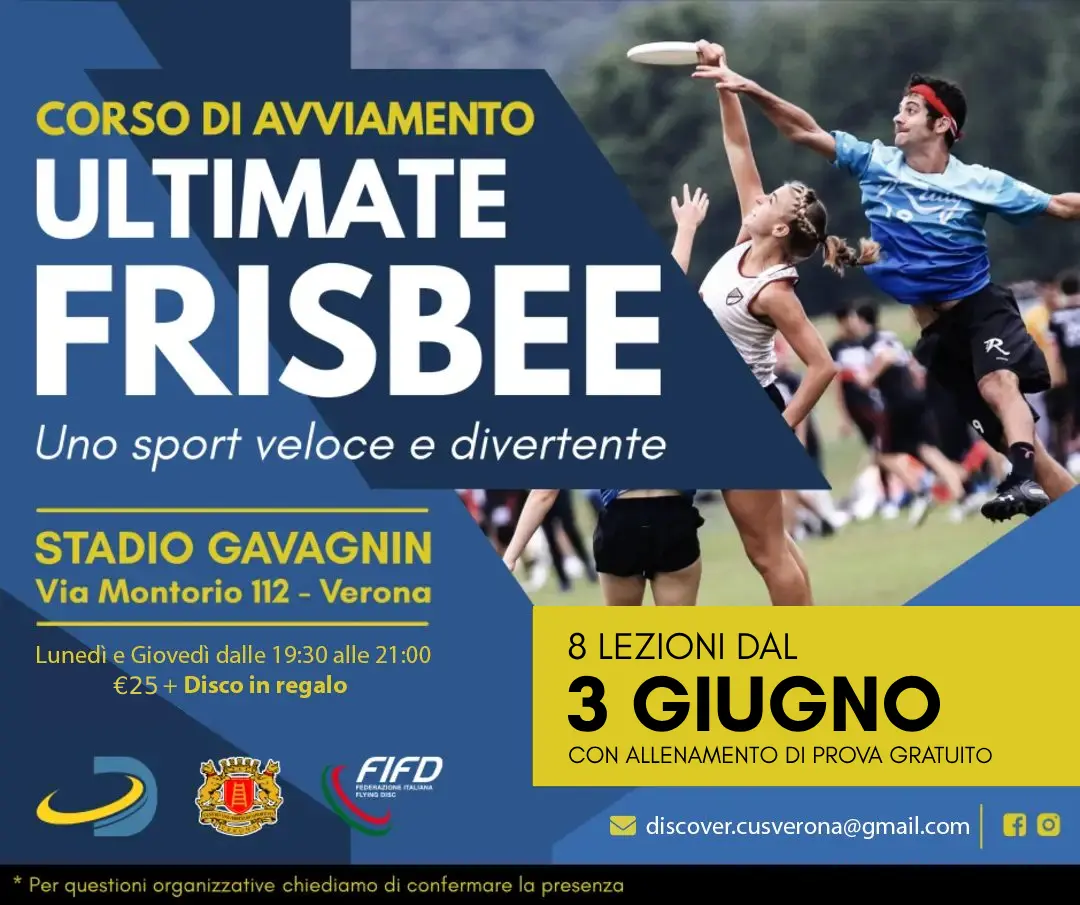 CORSO DI AVVIAMENTO
ULTIMATE
FRISBEE
Uno sport veloce e divertente
STADIO GAVAGNIN
Via Montorio 112 - Verona
Lunedì e Giovedì dalle 19:30 alle 21:00
€25 + Disco in regalo
8 LEZIONI DAL
3 GIUGNO
CON ALLENAMENTO DI PROVA GRATUITO
FIFD
FEDERAZIONE ITALIANA
FLYING DISC
discover.cusverona@gmail.com
* Per questioni organizzative chiediamo di confermare la presenza